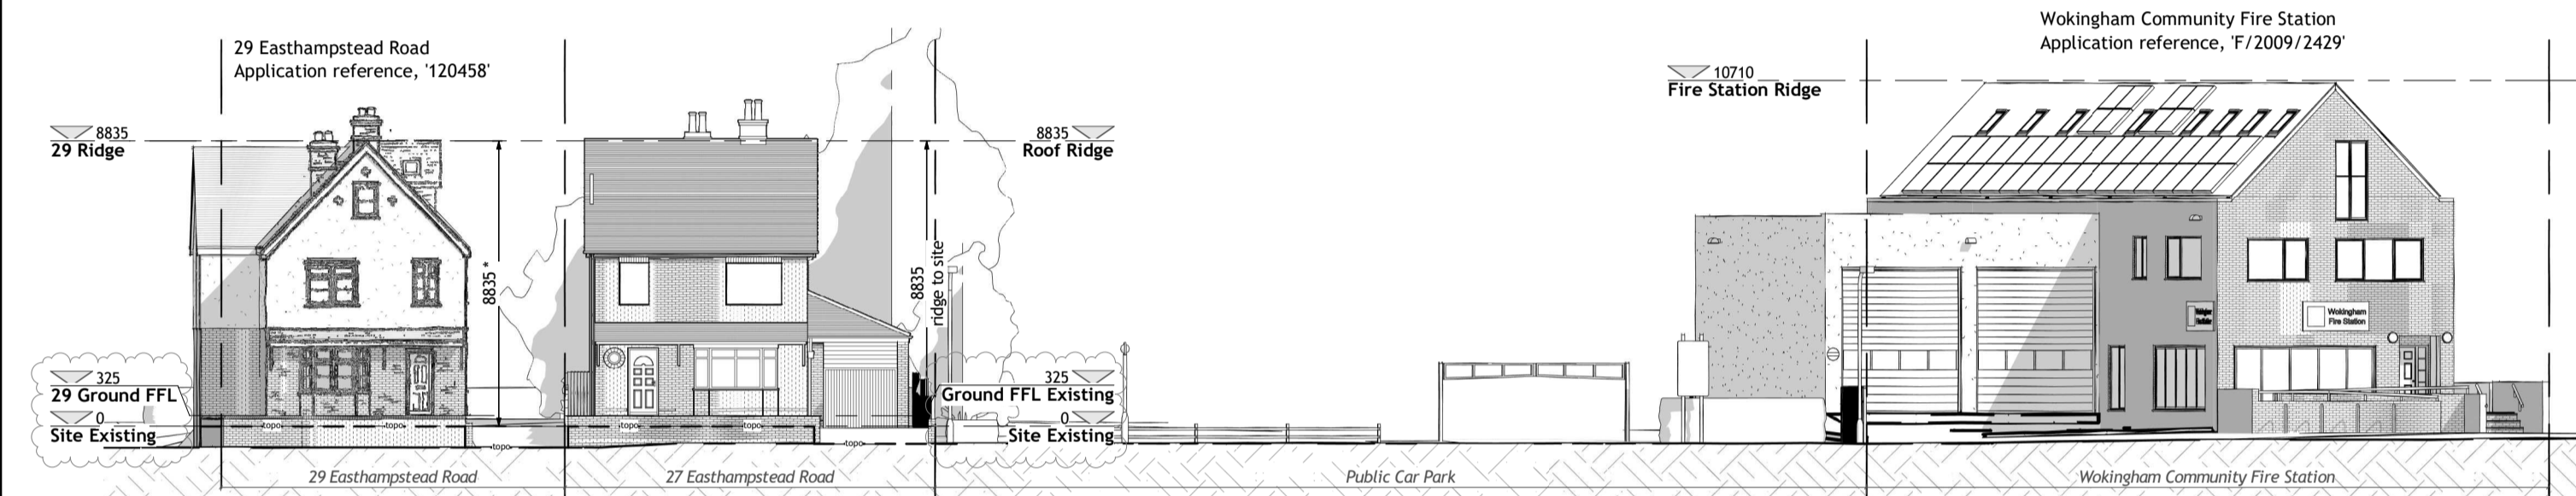 29 Easthampstead Road
Application reference, '120458'
Wokingham Community Fire Station
Application reference, 'F/2009/2429'
10710
Fire Station Ridge
8835
29 Ridge
8835
Roof Ridge
8835 *
8835
ridge to site
Wokingham
Fire Station
325
29 Ground FFL
0
Site Existing
325
Ground FFL Existing
0
Site Existing
topo
topo
topo
topo
topo
topo
29 Easthampstead Road
27 Easthampstead Road
Public Car Park
Wokingham Community Fire Station